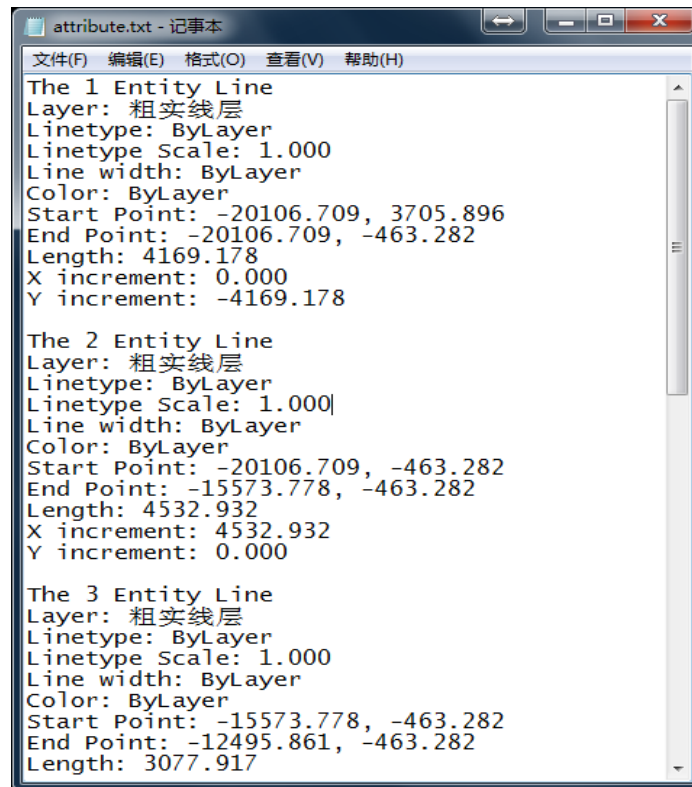 attribute.txt - 记事本
文件(F) 编辑(E) 格式(O) 查看(V) 帮助(H)
The 1 Entity Line
Layer: 粗实线层
Linetype: ByLayer
Linetype Scale: 1.000
Line width: ByLayer
Color: ByLayer
Start Point: -20106.709, 3705.896
End Point: -20106.709, -463.282
Length: 4169.178
X increment: 0.000
Y increment: -4169.178
The 2 Entity Line
Layer: 粗实线层
Linetype: ByLayer
Linetype Scale: 1.000
Line width: ByLayer
Color: ByLayer
Start Point: -20106.709, -463.282
End Point: -15573.778, -463.282
Length: 4532.932
X increment: 4532.932
Y increment: 0.000
The 3 Entity Line
Layer: 粗实线层
Linetype: ByLayer
Linetype Scale: 1.000
Line width: ByLayer
Color: ByLayer
Start Point: -15573.778, -463.282
End Point: -12495.861, -463.282
Length: 3077.917